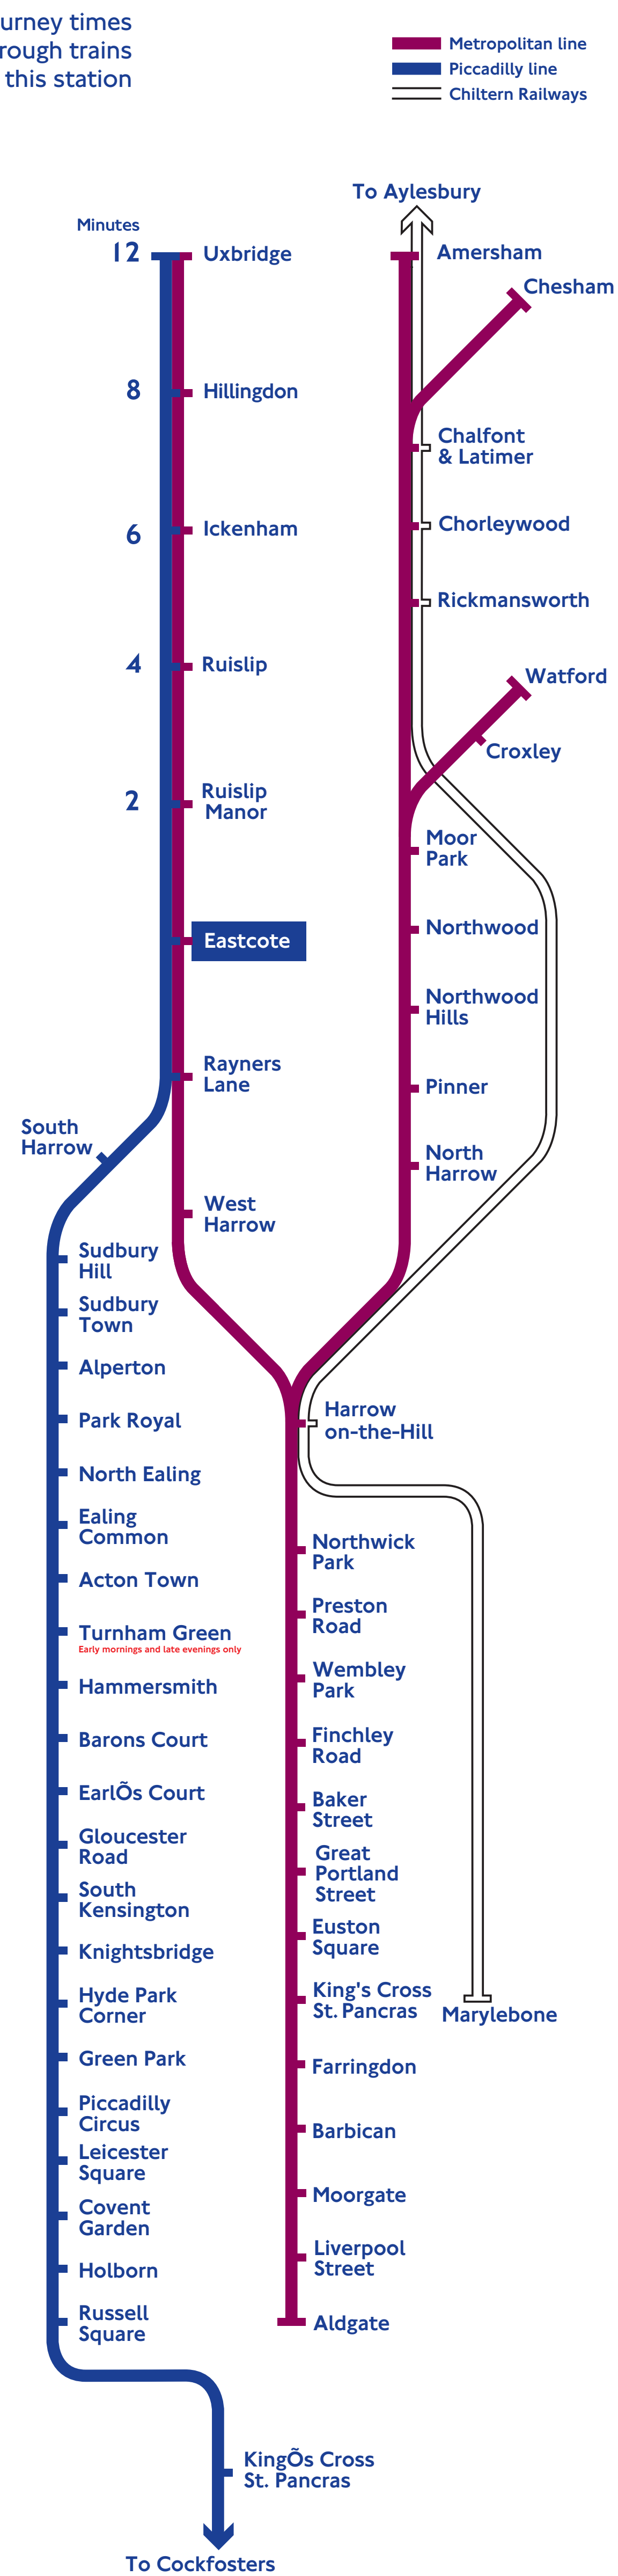 urney times
rough trains
this station
Metropolitan line
Piccadilly line
Chiltern Railways
To Aylesbury
Minutes
12
Uxbridge
Amersham
Chesham
8
Hillingdon
Chalfont
& Latimer
6
Ickenham
Chorleywood
Rickmansworth
4
Ruislip
Watford
Croxley
2
Ruislip
Manor
Moor
Park
Eastcote
Northwood
Northwood
Hills
Rayners
Lane
Pinner
South
Harrow
North
Harrow
West
Harrow
Sudbury
Hill
Sudbury
Town
Alperton
Park Royal
Harrow
on-the-Hill
North Ealing
Ealing
Common
Northwick
Park
Acton Town
Preston
Road
Turnham Green
Early mornings and late evenings only
Wembley
Park
Hammersmith
Finchley
Road
Barons Court
EarlÕs Court
Baker
Street
Gloucester
Road
Great
Portland
Street
South
Kensington
Euston
Square
Knightsbridge
King's Cross
St. Pancras
Marylebone
Hyde Park
Corner
Green Park
Farringdon
Piccadilly
Circus
Barbican
Leicester
Square
Moorgate
Covent
Garden
Liverpool
Street
Holborn
Russell
Square
Aldgate
KingÕs Cross
St. Pancras
To Cockfosters